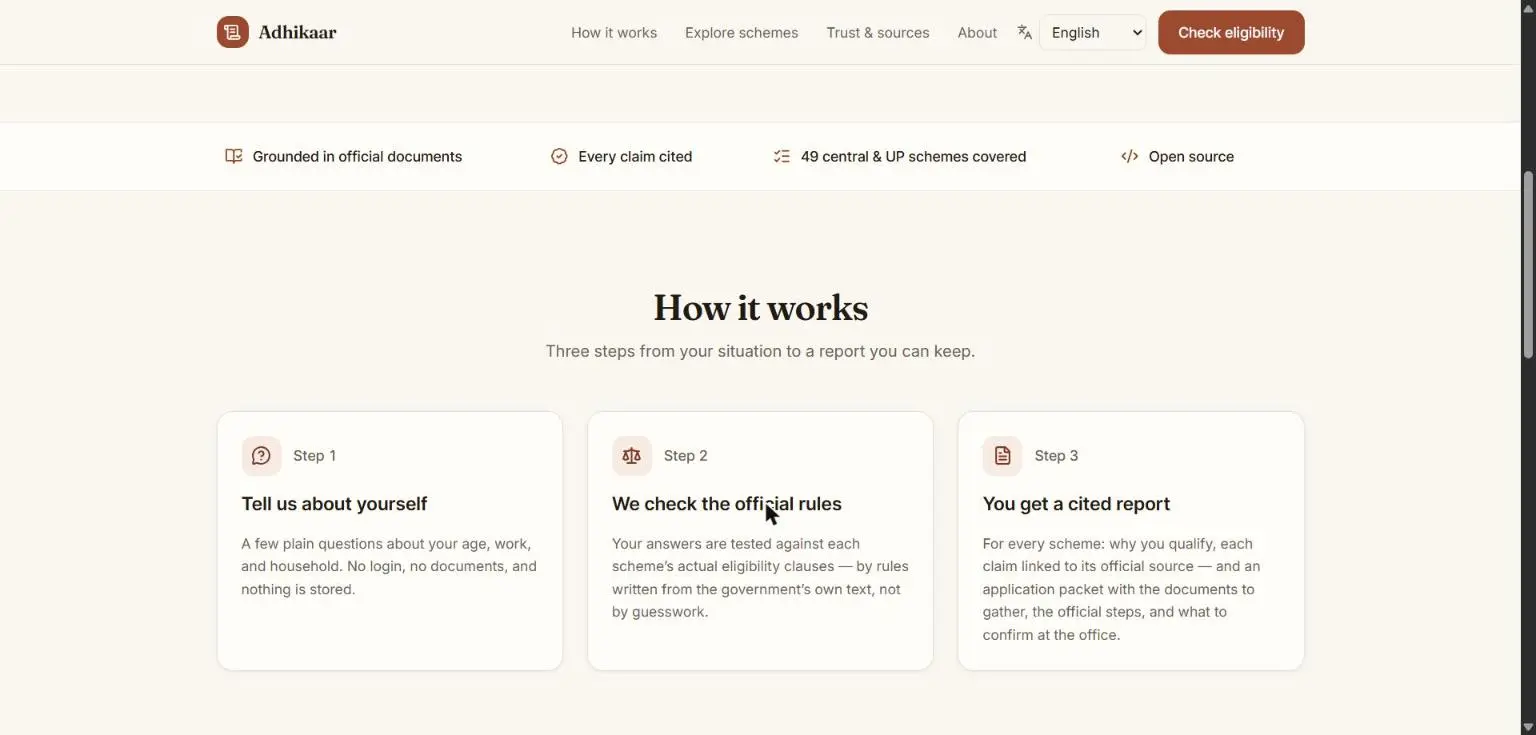 Adhikaar
How it works
Explore schemes
Trust & sources
About
English
Check eligibility
Grounded in official documents
Every claim cited
49 central & UP schemes covered
Open source
How it works
Three steps from your situation to a report you can keep.
Step 1
Tell us about yourself
A few plain questions about your age, work,
and household. No login, no documents, and
nothing is stored.
Step 2
We check the official rules
Your answers are tested against each
scheme’s actual eligibility clauses — by rules
written from the government’s own text, not
by guesswork.
Step 3
You get a cited report
For every scheme: why you qualify, each
claim linked to its official source — and an
application packet with the documents to
gather, the official steps, and what to
confirm at the office.